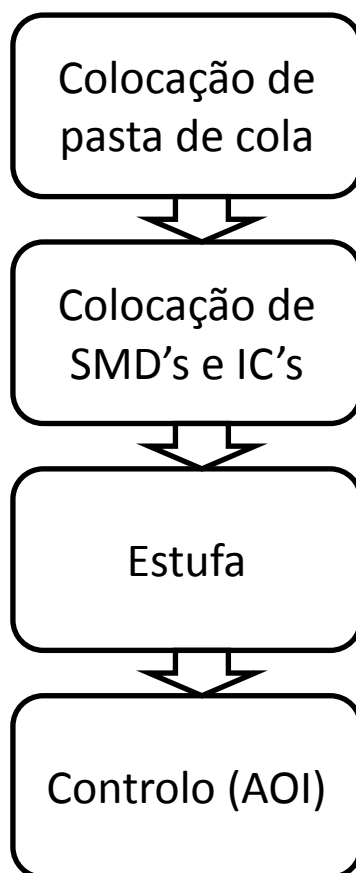 Colocação de
pasta de cola
Colocação de
SMD’s e IC’s
Estufa
Controlo (AOI)